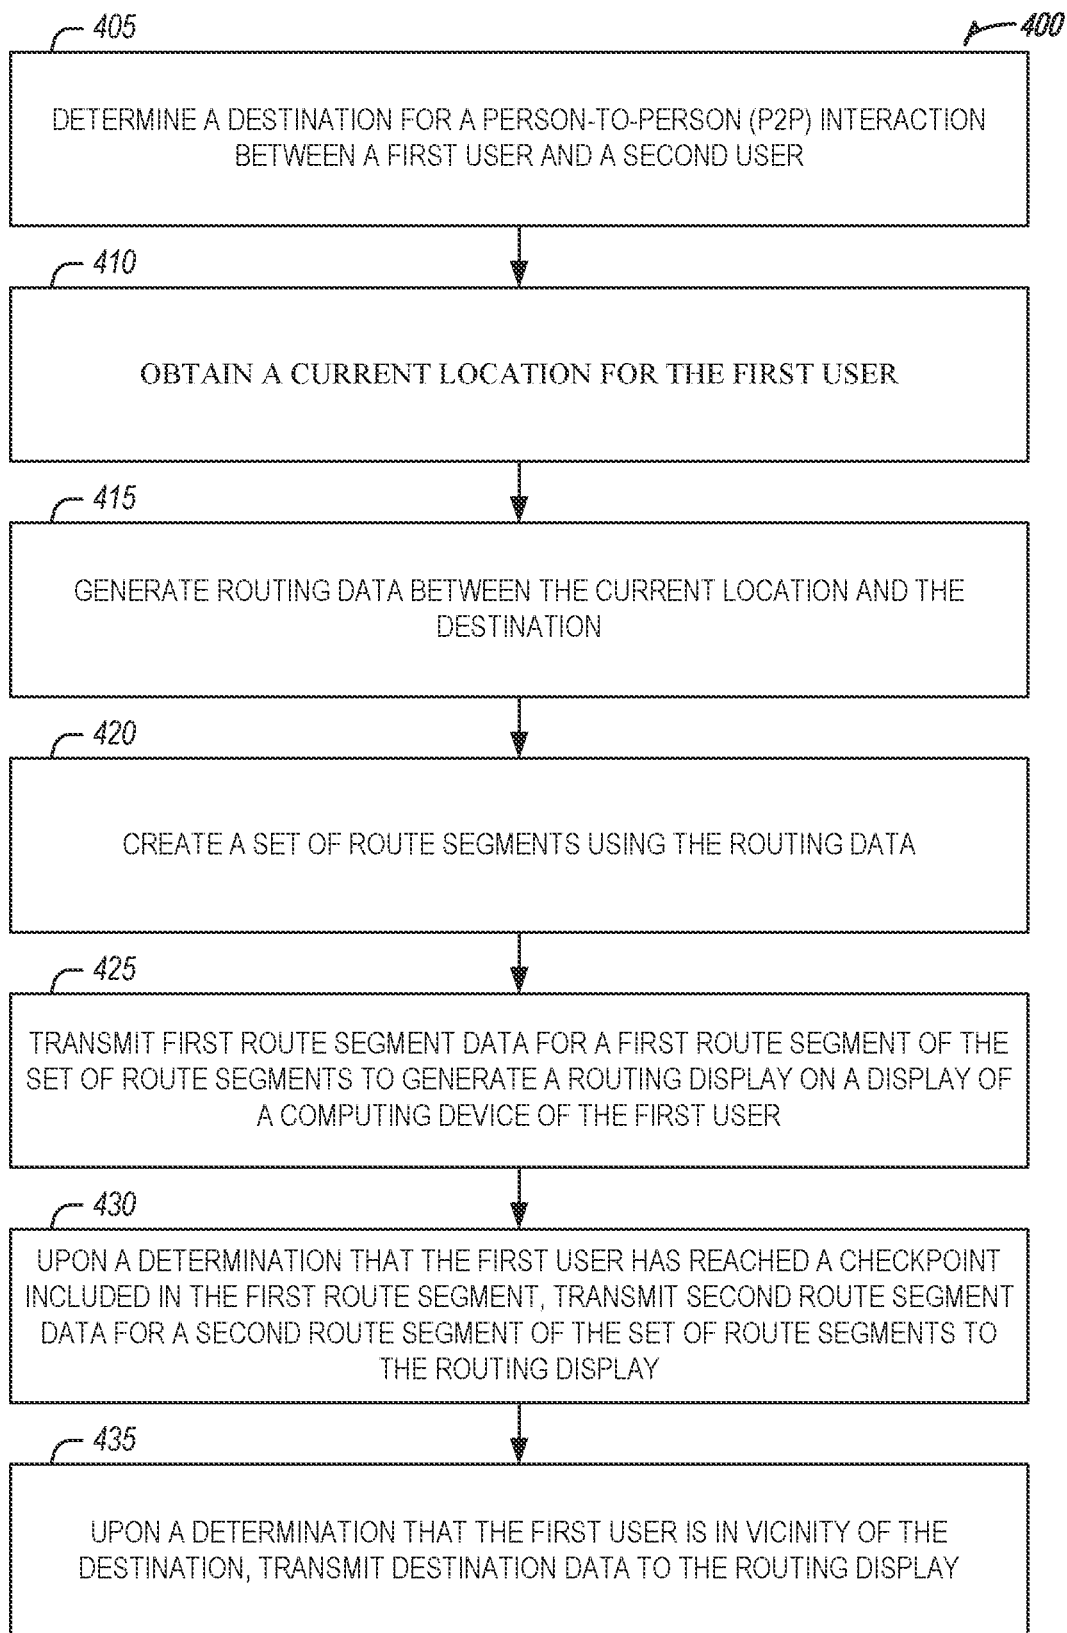 405
400
DETERMINE A DESTINATION FOR A PERSON-TO-PERSON (P2P) INTERACTION
BETWEEN A FIRST USER AND A SECOND USER
410
OBTAIN A CURRENT LOCATION FOR THE FIRST USER
415
GENERATE ROUTING DATA BETWEEN THE CURRENT LOCATION AND THE
DESTINATION
420
CREATE A SET OF ROUTE SEGMENTS USING THE ROUTING DATA
425
TRANSMIT FIRST ROUTE SEGMENT DATA FOR A FIRST ROUTE SEGMENT OF THE
SET OF ROUTE SEGMENTS TO GENERATE A ROUTING DISPLAY ON A DISPLAY OF
A COMPUTING DEVICE OF THE FIRST USER
430
UPON A DETERMINATION THAT THE FIRST USER HAS REACHED A CHECKPOINT
INCLUDED IN THE FIRST ROUTE SEGMENT, TRANSMIT SECOND ROUTE SEGMENT
DATA FOR A SECOND ROUTE SEGMENT OF THE SET OF ROUTE SEGMENTS TO
THE ROUTING DISPLAY
435
UPON A DETERMINATION THAT THE FIRST USER IS IN VICINITY OF THE
DESTINATION, TRANSMIT DESTINATION DATA TO THE ROUTING DISPLAY